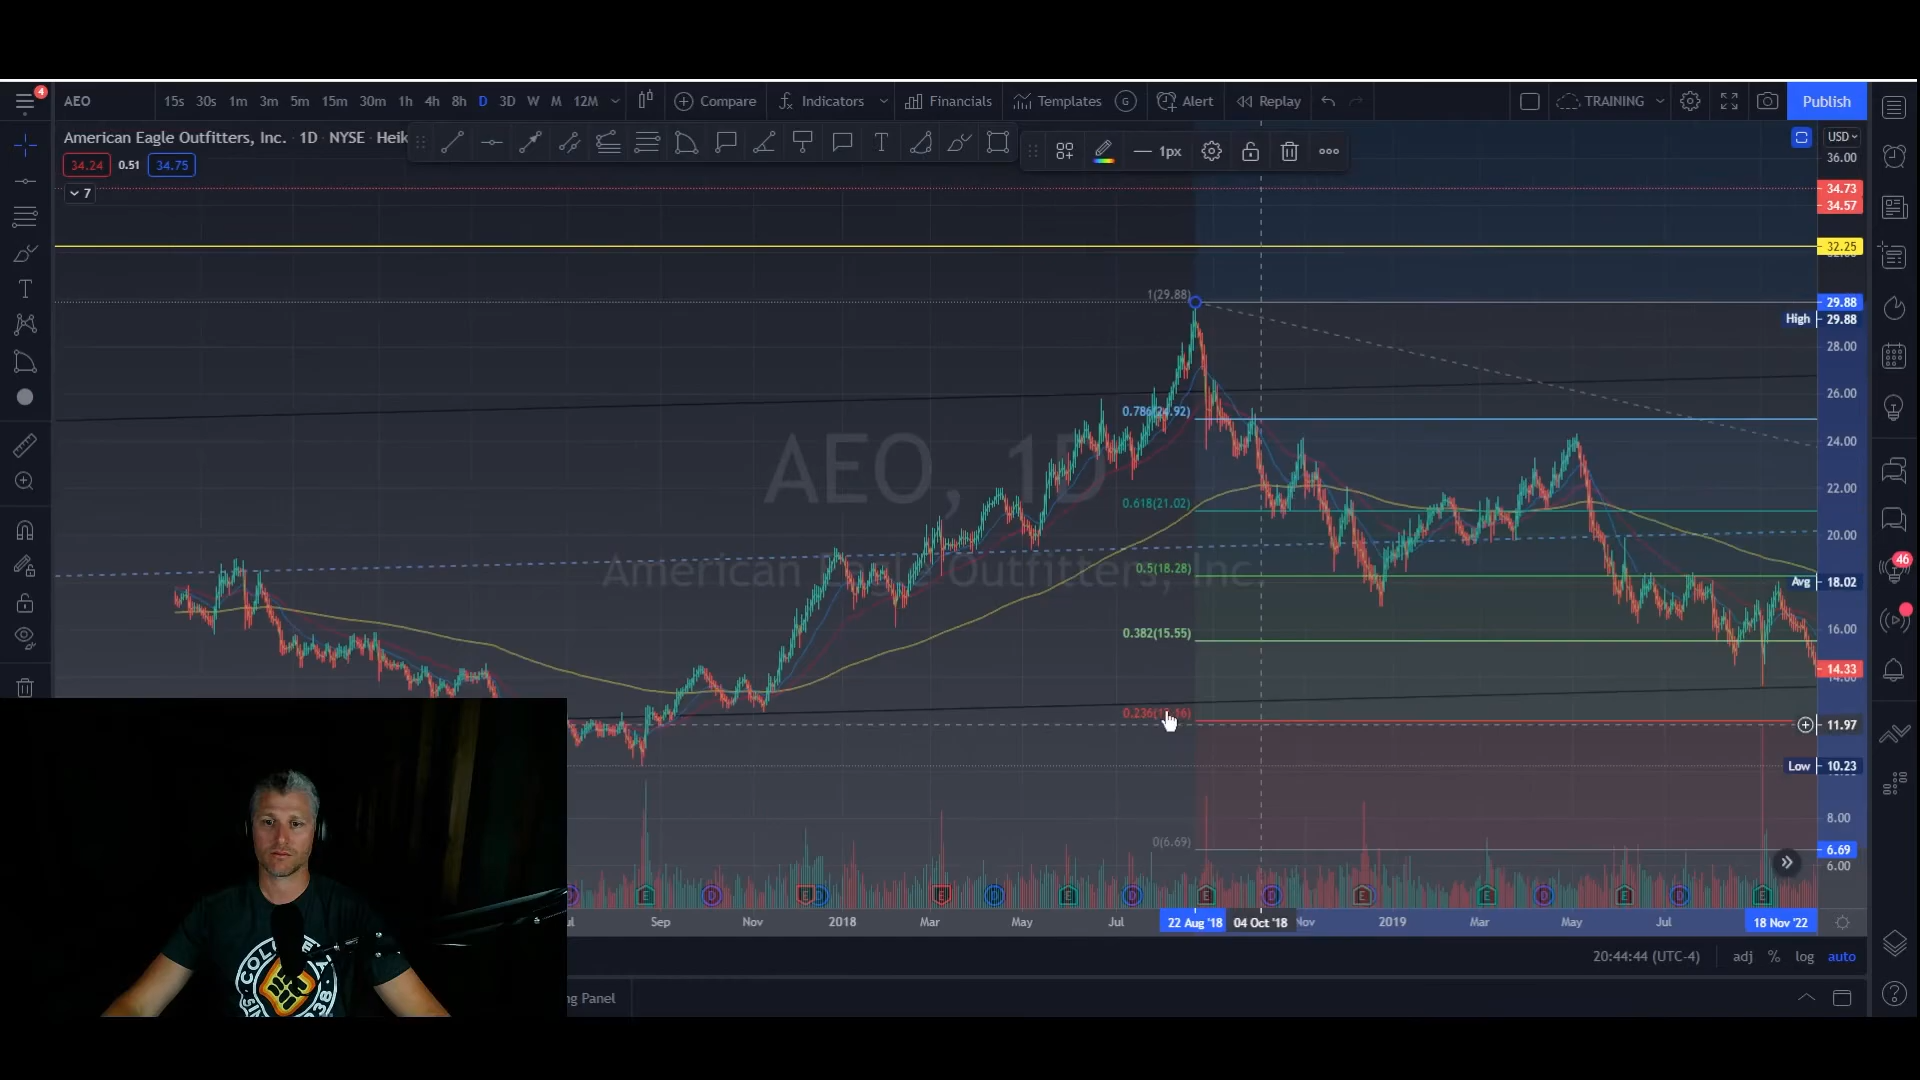 4
AEO 15s 30s 1m 3m 5m 15m 30m 1h 4h 8h D 3D W M 12M Compare Indicators Financials Templates G Alert Replay TRAINING Publish
American Eagle Outfitters, Inc. · 1D · NYSE · Heik
T 1px
USD
34.24 0.51 34.75
7
36.00
34.73
34.57
32.25
1(29.88) 29.88
High 29.88
28.00
26.00
0.786(24.92)
24.00
AEO, 1D
22.00
0.618(21.02)
20.00
American Eagle Outfitters, Inc.
46
0.5(18.28)
Avg 18.02
0.382(15.55) 16.00
14.33
14.00
11.97
Low 10.23
8.00
0(6.69) 6.69
6.00
E D E D E D E D E D E D E D E D E
Sep Nov 2018 Mar May Jul 22 Aug '18 04 Oct '18 Nov 2019 Mar May Jul 18 Nov '22
20:44:44 (UTC-4) adj % log auto
ng Panel